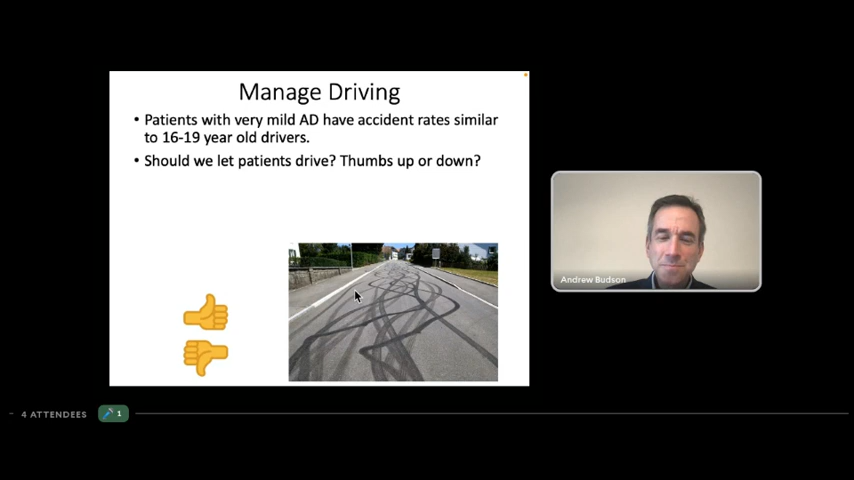 Manage Driving
• Patients with very mild AD have accident rates similar
to 16-19 year old drivers.
• Should we let patients drive? Thumbs up or down?
Andrew Budson
4 ATTENDEES
1